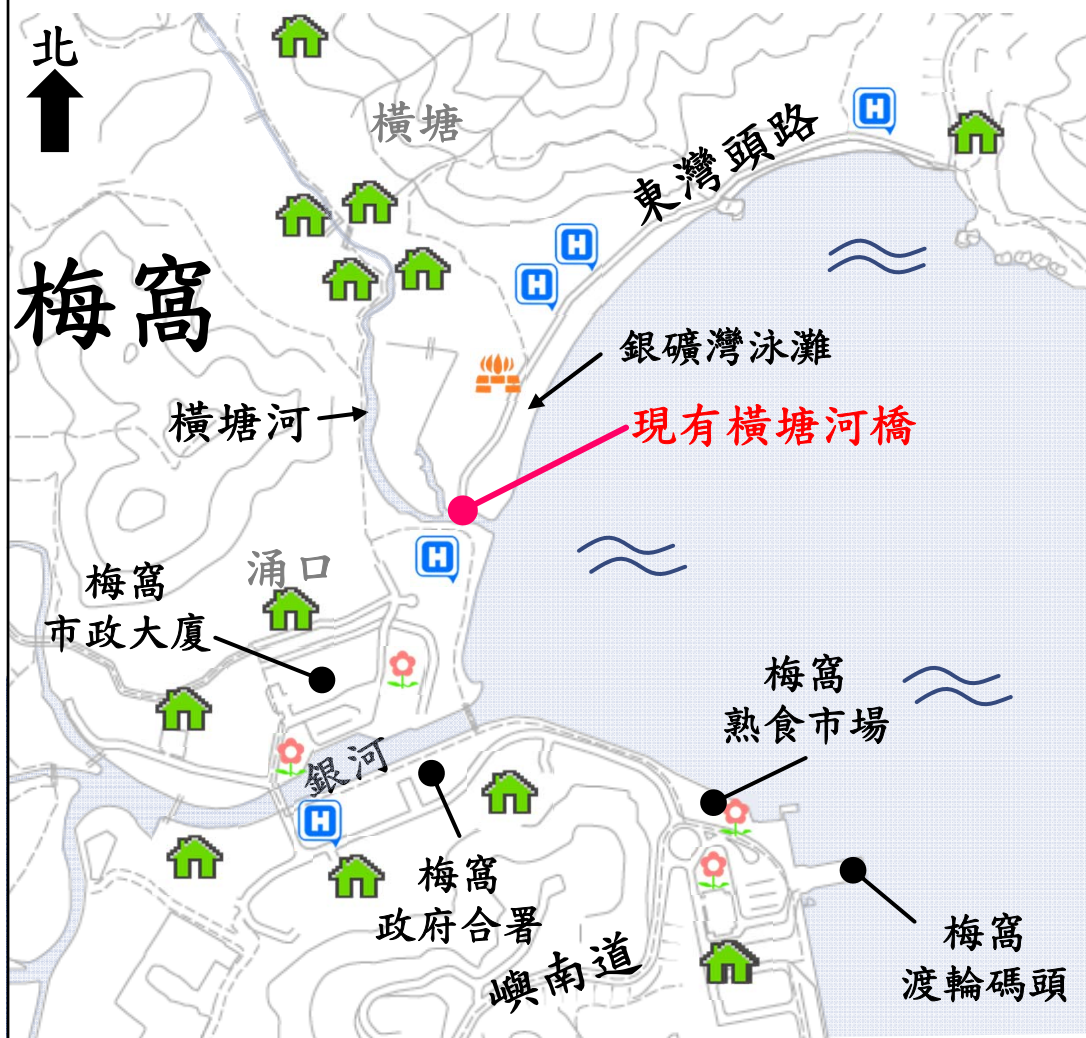 北
橫塘
東灣頭路
H
H
H
梅窩
銀礦灣泳灘
橫塘河
現有橫塘河橋
H
涌口
梅窩
市政大廈
梅窩
熟食市場
銀河
H
梅窩
政府合署
嶼南道
梅窩
渡輪碼頭